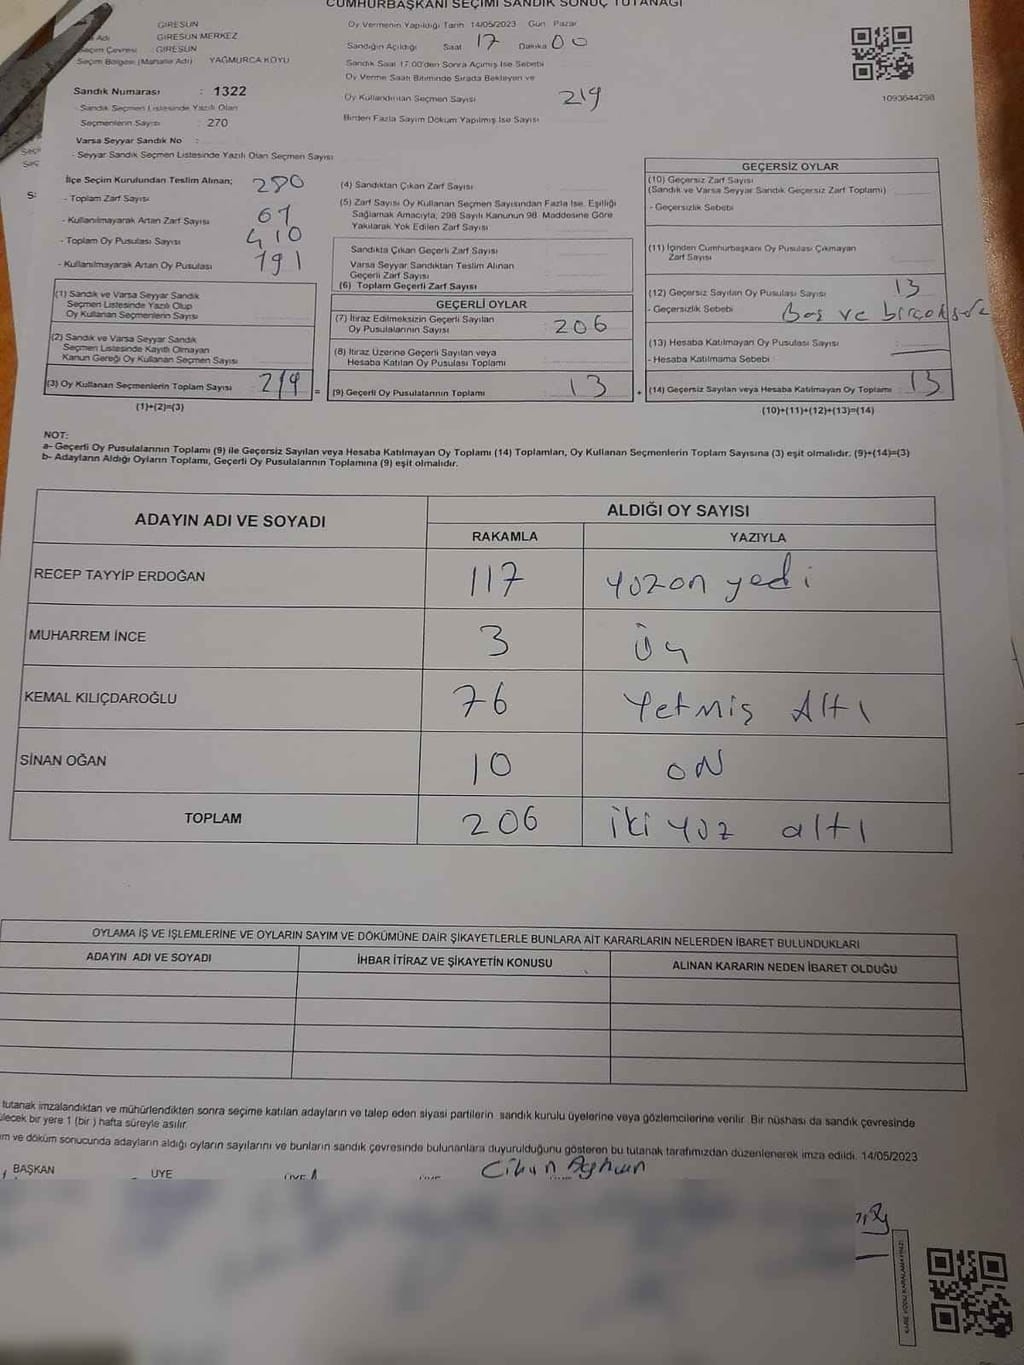 CUMHURBAŞKANI SEÇİMİ SANDIK SONUÇ TUTANAĞI
GİRESUN
Adı GİRESUN MERKEZ
Seçim Çevresi : GİRESUN
Seçim Bölgesi (Mahalle Adı) YAĞMURCA KÖYÜ
Sandık Numarası : 1322
- Sandık Seçmen Listesinde Yazılı Olan
Seçmenlerin Sayısı : 270
Varsa Seyyar Sandık No :
- Seyyar Sandık Seçmen Listesinde Yazılı Olan Seçmen Sayısı
Oy Vermenin Yapıldığı Tarih 14/05/2023 Gün Pazar
Sandığın Açıldığı Saat 17 Dakika 00
Sandık Saat 17:00'den Sonra Açılmış İse Sebebi
Oy Verme Saati Bitiminde Sırada Bekleyen ve
Oy Kullandırılan Seçmen Sayısı 219
Birden Fazla Sayım Döküm Yapılmış İse Sayısı
1093644298
İlçe Seçim Kurulundan Teslim Alınan; 280
- Toplam Zarf Sayısı
- Kullanılmayarak Artan Zarf Sayısı 61
- Toplam Oy Pusulası Sayısı 410
- Kullanılmayarak Artan Oy Pusulası 191
(1) Sandık ve Varsa Seyyar Sandık
Seçmen Listesinde Yazılı Olup
Oy Kullanan Seçmenlerin Sayısı
(2) Sandık ve Varsa Seyyar Sandık
Seçmen Listesinde Kayıtlı Olmayan
Kanun Gereği Oy Kullanan Seçmen Sayısı
(3) Oy Kullanan Seçmenlerin Toplam Sayısı 219 =
(1)+(2)=(3)
(4) Sandıktan Çıkan Zarf Sayısı
(5) Zarf Sayısı Oy Kullanan Seçmen Sayısından Fazla İse, Eşitliği
Sağlamak Amacıyla, 298 Sayılı Kanunun 98. Maddesine Göre
Yakılarak Yok Edilen Zarf Sayısı
Sandıkta Çıkan Geçerli Zarf Sayısı
Varsa Seyyar Sandıktan Teslim Alınan
Geçerli Zarf Sayısı
(6) Toplam Geçerli Zarf Sayısı
GEÇERLİ OYLAR
(7) İtiraz Edilmeksizin Geçerli Sayılan
Oy Pusulalarının Sayısı 206
(8) İtiraz Üzerine Geçerli Sayılan veya
Hesaba Katılan Oy Pusulası Toplamı
(9) Geçerli Oy Pusulalarının Toplamı 13 +
GEÇERSİZ OYLAR
(10) Geçersiz Zarf Sayısı
(Sandık ve Varsa Seyyar Sandık Geçersiz Zarf Toplamı)
- Geçersizlik Sebebi
(11) İçinden Cumhurbaşkanı Oy Pusulası Çıkmayan
Zarf Sayısı
(12) Geçersiz Sayılan Oy Pusulası Sayısı 13
- Geçersizlik Sebebi Boş ve birçok
(13) Hesaba Katılmayan Oy Pusulası Sayısı
- Hesaba Katılmama Sebebi
(14) Geçersiz Sayılan veya Hesaba Katılmayan Oy Toplamı 13
(10)+(11)+(12)+(13)=(14)
NOT:
a- Geçerli Oy Pusulalarının Toplamı (9) ile Geçersiz Sayılan veya Hesaba Katılmayan Oy Toplamı (14) Toplamları, Oy Kullanan Seçmenlerin Toplam Sayısına (3) eşit olmalıdır. (9)+(14)=(3)
b- Adayların Aldığı Oyların Toplamı, Geçerli Oy Pusulalarının Toplamına (9) eşit olmalıdır.
ADAYIN ADI VE SOYADI
ALDIĞI OY SAYISI
RAKAMLA YAZIYLA
RECEP TAYYİP ERDOĞAN 117 yüzon yedi
MUHARREM İNCE 3 üç
KEMAL KILIÇDAROĞLU 76 Yetmiş Altı
SİNAN OĞAN 10 ON
TOPLAM 206 iki yüz altı
OYLAMA İŞ VE İŞLEMLERİNE VE OYLARIN SAYIM VE DÖKÜMÜNE DAİR ŞİKAYETLERLE BUNLARA AİT KARARLARIN NELERDEN İBARET BULUNDUKLARI
ADAYIN ADI VE SOYADI İHBAR İTİRAZ VE ŞİKAYETİN KONUSU ALINAN KARARIN NEDEN İBARET OLDUĞU
tutanak imzalandıktan ve mühürlendikten sonra seçime katılan adayların ve talep eden siyasi partilerin sandık kurulu üyelerine veya gözlemcilerine verilir. Bir nüshası da sandık çevresinde
bir yere 1 (bir) hafta süreyle asılır
ve döküm sonucunda adayların aldığı oyların sayılarını ve bunların sandık çevresinde bulunanlara duyurulduğunu gösteren bu tutanak tarafımızdan düzenlenerek imza edildi. 14/05/2023
BAŞKAN ÜYE
KARE KODU KARALAMAYINIZ!